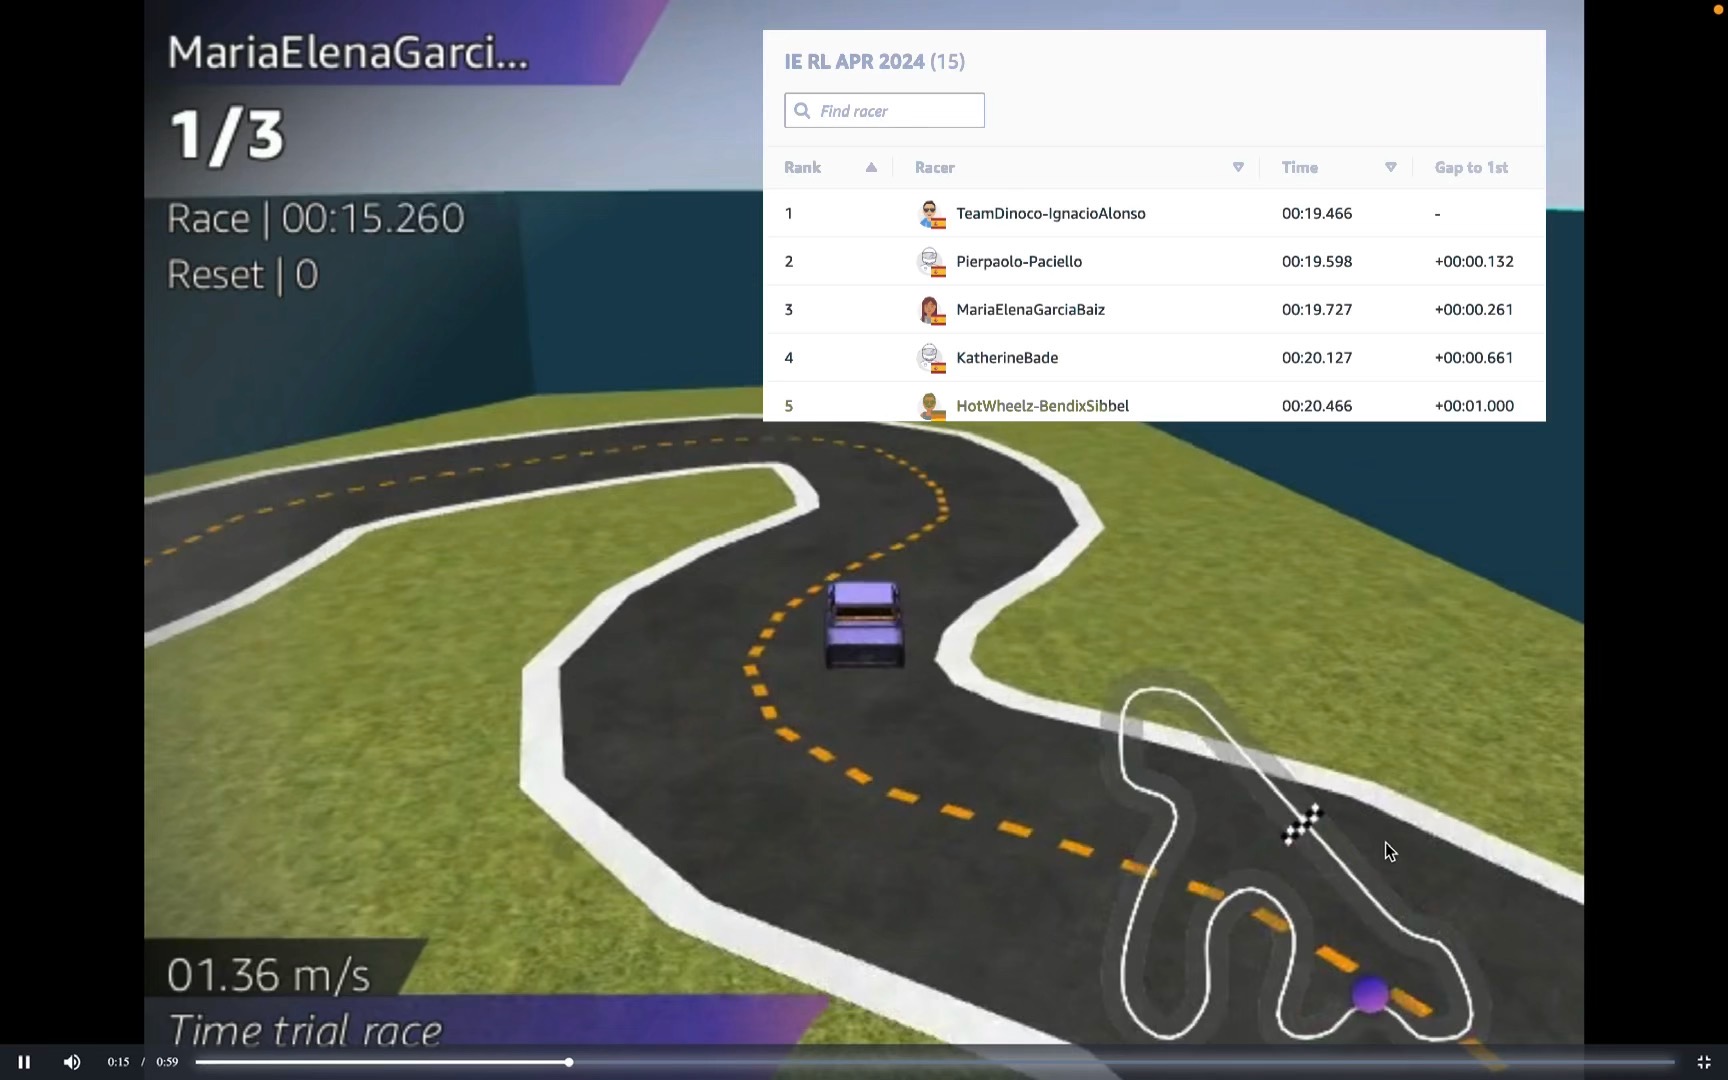 MariaElenaGarci...
1/3
Race | 00:15.260
Reset | 0
IE RL APR 2024 (15)
Find racer
Rank Racer Time Gap to 1st
1 TeamDinoco-IgnacioAlonso 00:19.466 -
2 Pierpaolo-Paciello 00:19.598 +00:00.132
3 MariaElenaGarciaBaiz 00:19.727 +00:00.261
4 KatherineBade 00:20.127 +00:00.661
5 HotWheelz-BendixSibbel 00:20.466 +00:01.000
01.36 m/s
Time trial race
0:15 / 0:59